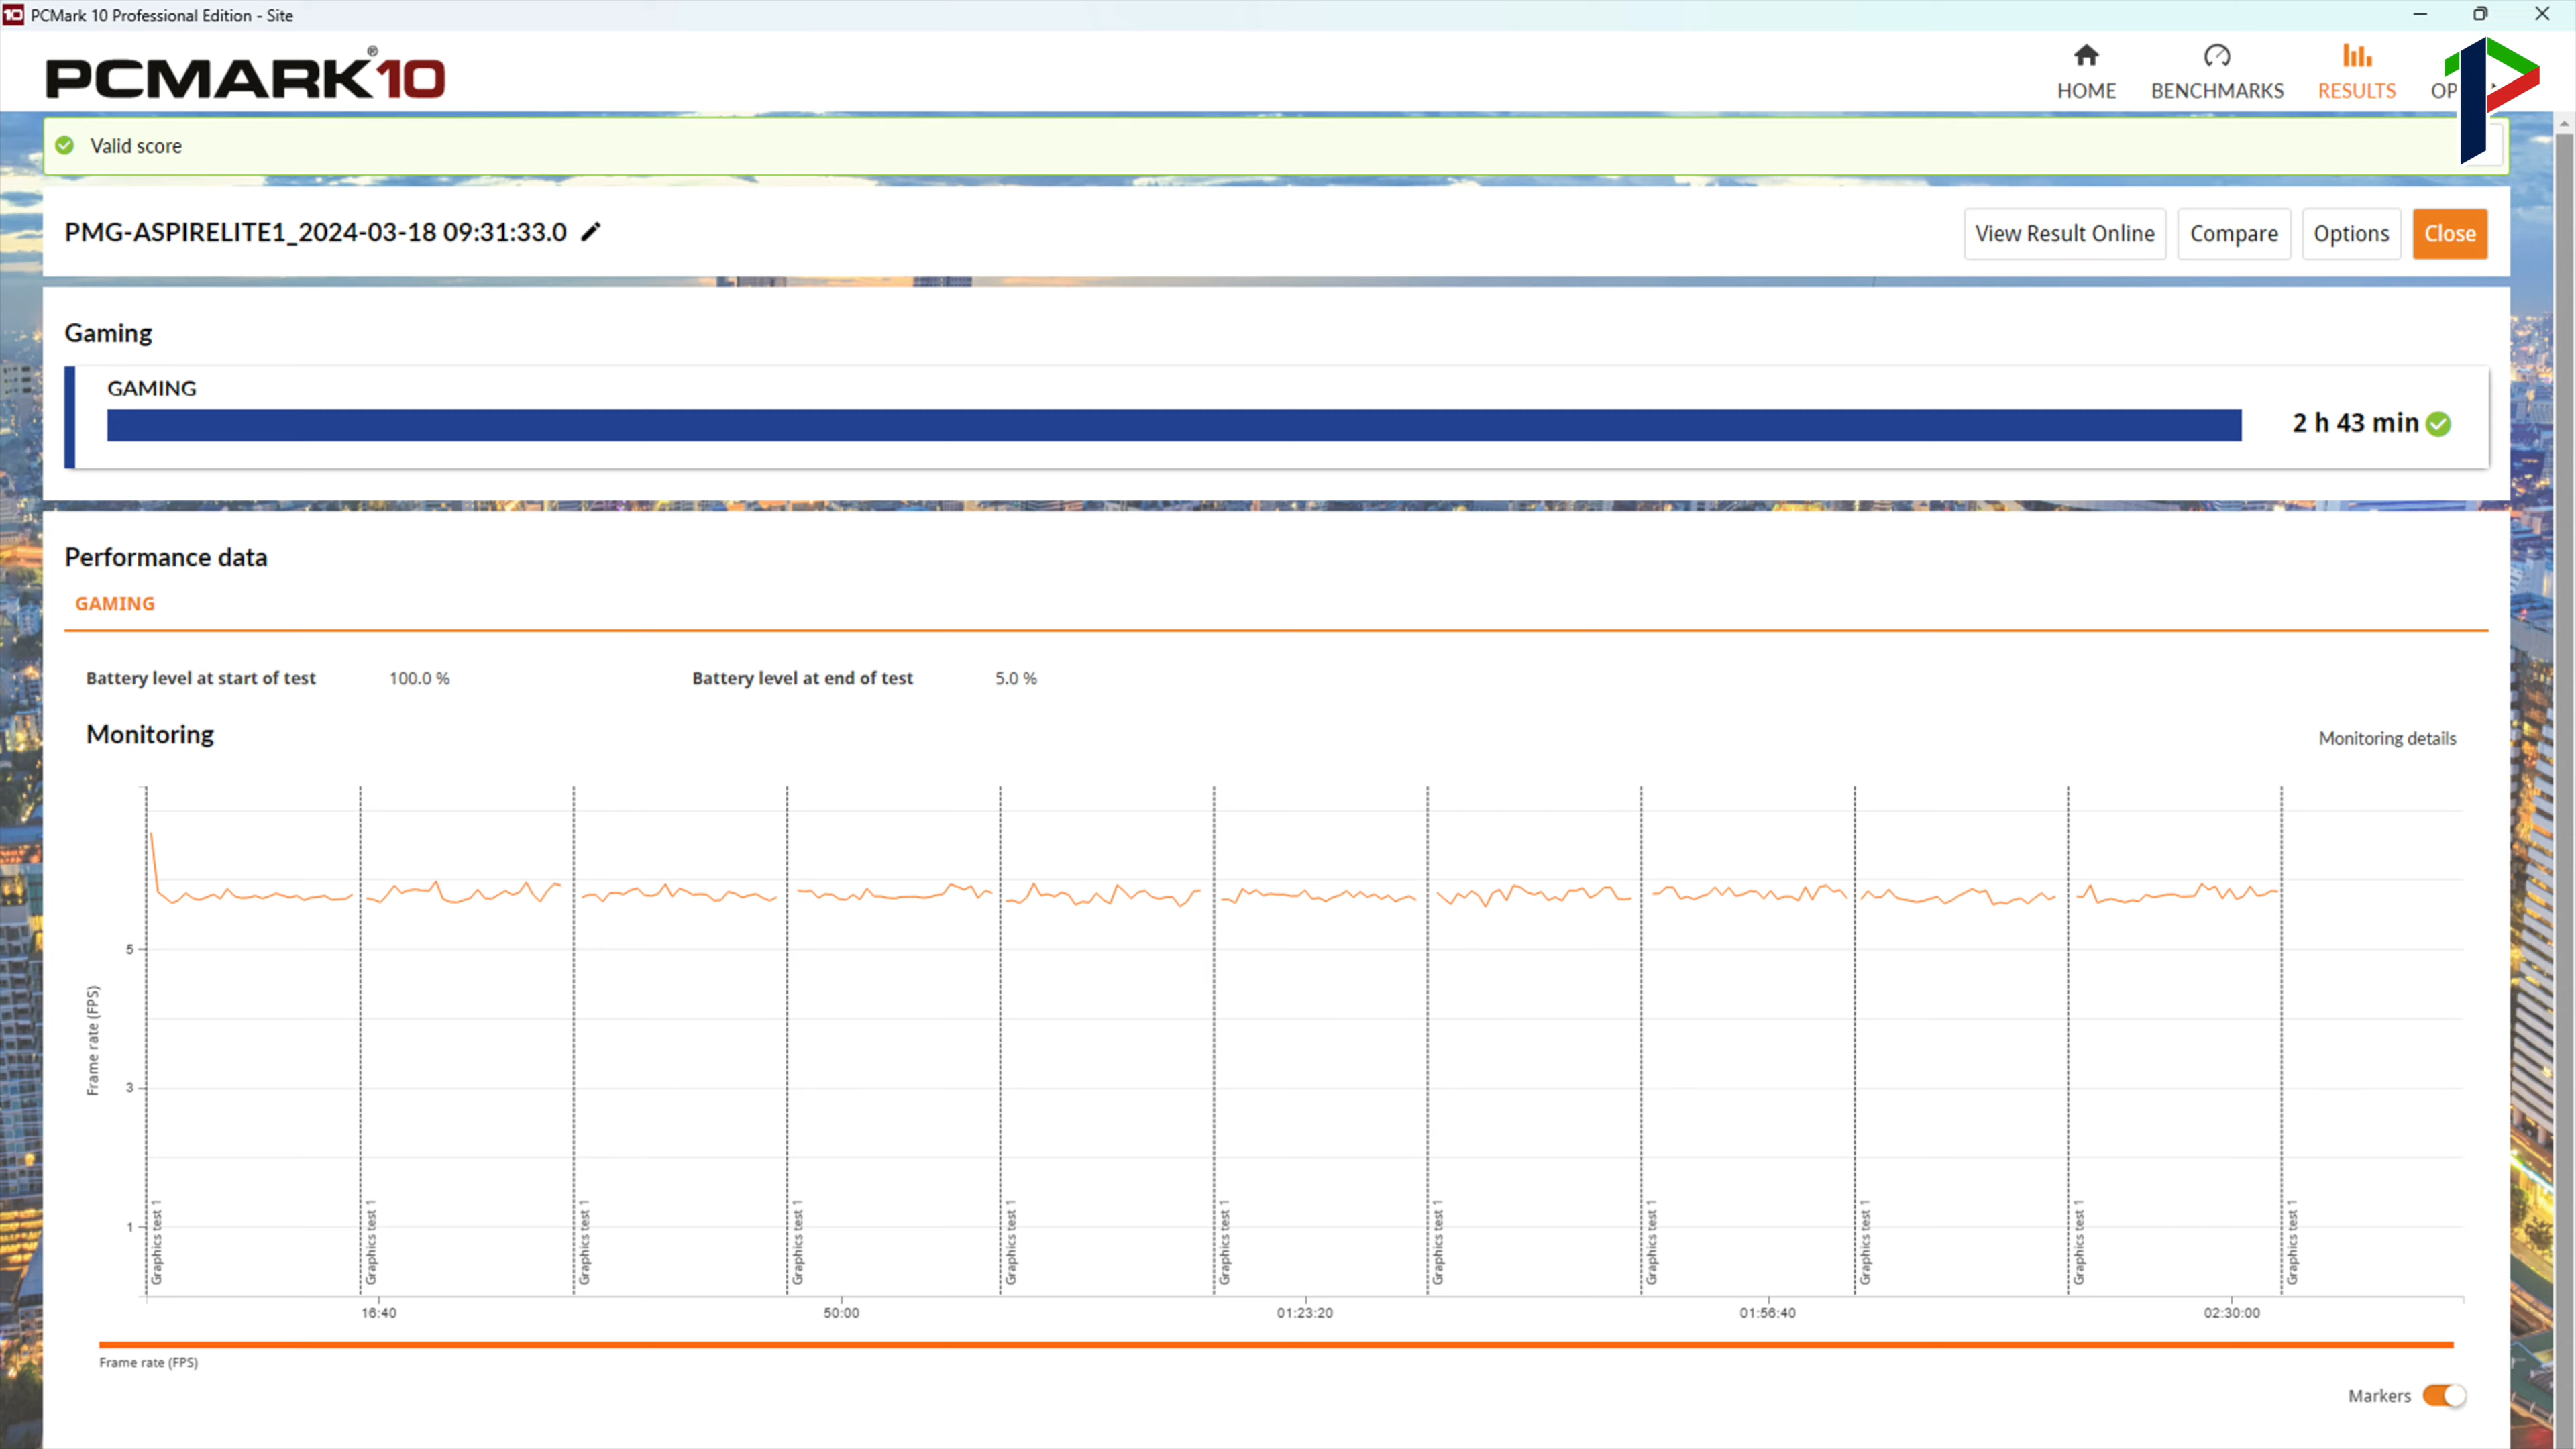 10 PCMark 10 Professional Edition - Site
PCMARK®10
HOME
BENCHMARKS
RESULTS
OP
Valid score
PMG-ASPIRELITE1_2024-03-18 09:31:33.0
View Result Online
Compare
Options
Close
Gaming
GAMING
2 h 43 min
Performance data
GAMING
Battery level at start of test 100.0 %
Battery level at end of test 5.0 %
Monitoring
Monitoring details
Frame rate (FPS)
5
3
1
Graphics test 1
Graphics test 1
Graphics test 1
Graphics test 1
Graphics test 1
Graphics test 1
Graphics test 1
Graphics test 1
Graphics test 1
Graphics test 1
Graphics test 1
16:40
50:00
01:23:20
01:56:40
02:30:00
Frame rate (FPS)
Markers